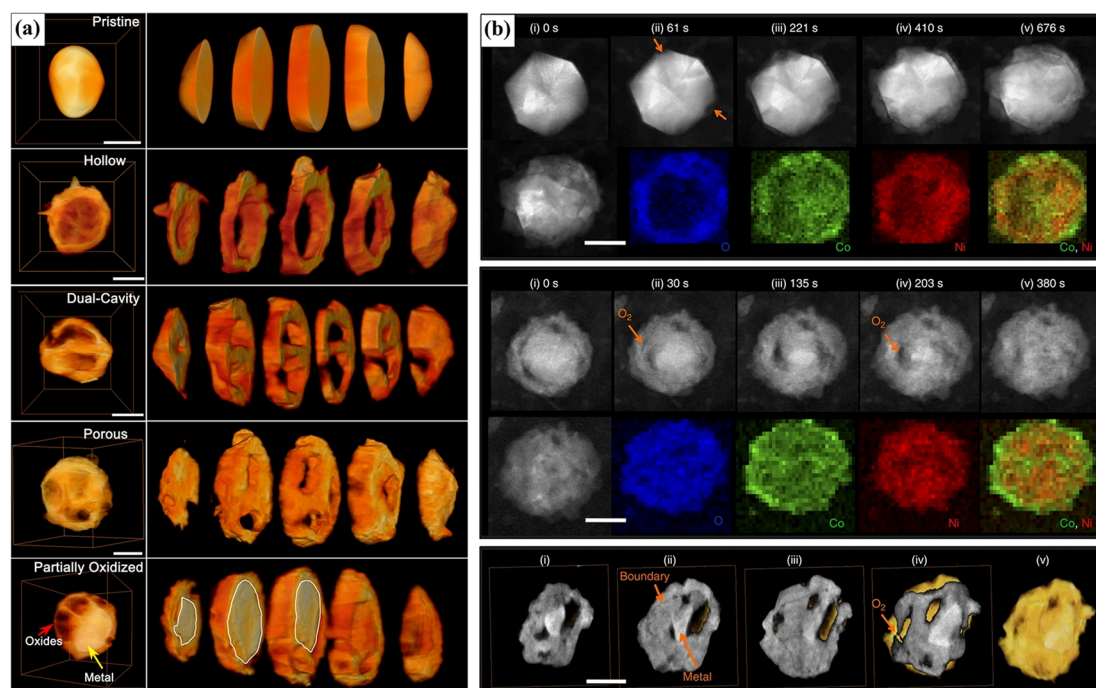 (a)
Pristine
Hollow
Dual-Cavity
Porous
Partially Oxidized
Oxides
Metal
(b)
(i) 0 s (ii) 61 s (iii) 221 s (iv) 410 s (v) 676 s
O Co Ni Co, Ni
(i) 0 s (ii) 30 s (iii) 135 s (iv) 203 s (v) 380 s
O₂ O₂
O Co Ni Co, Ni
(i) (ii) (iii) (iv) (v)
Boundary
O₂
Metal